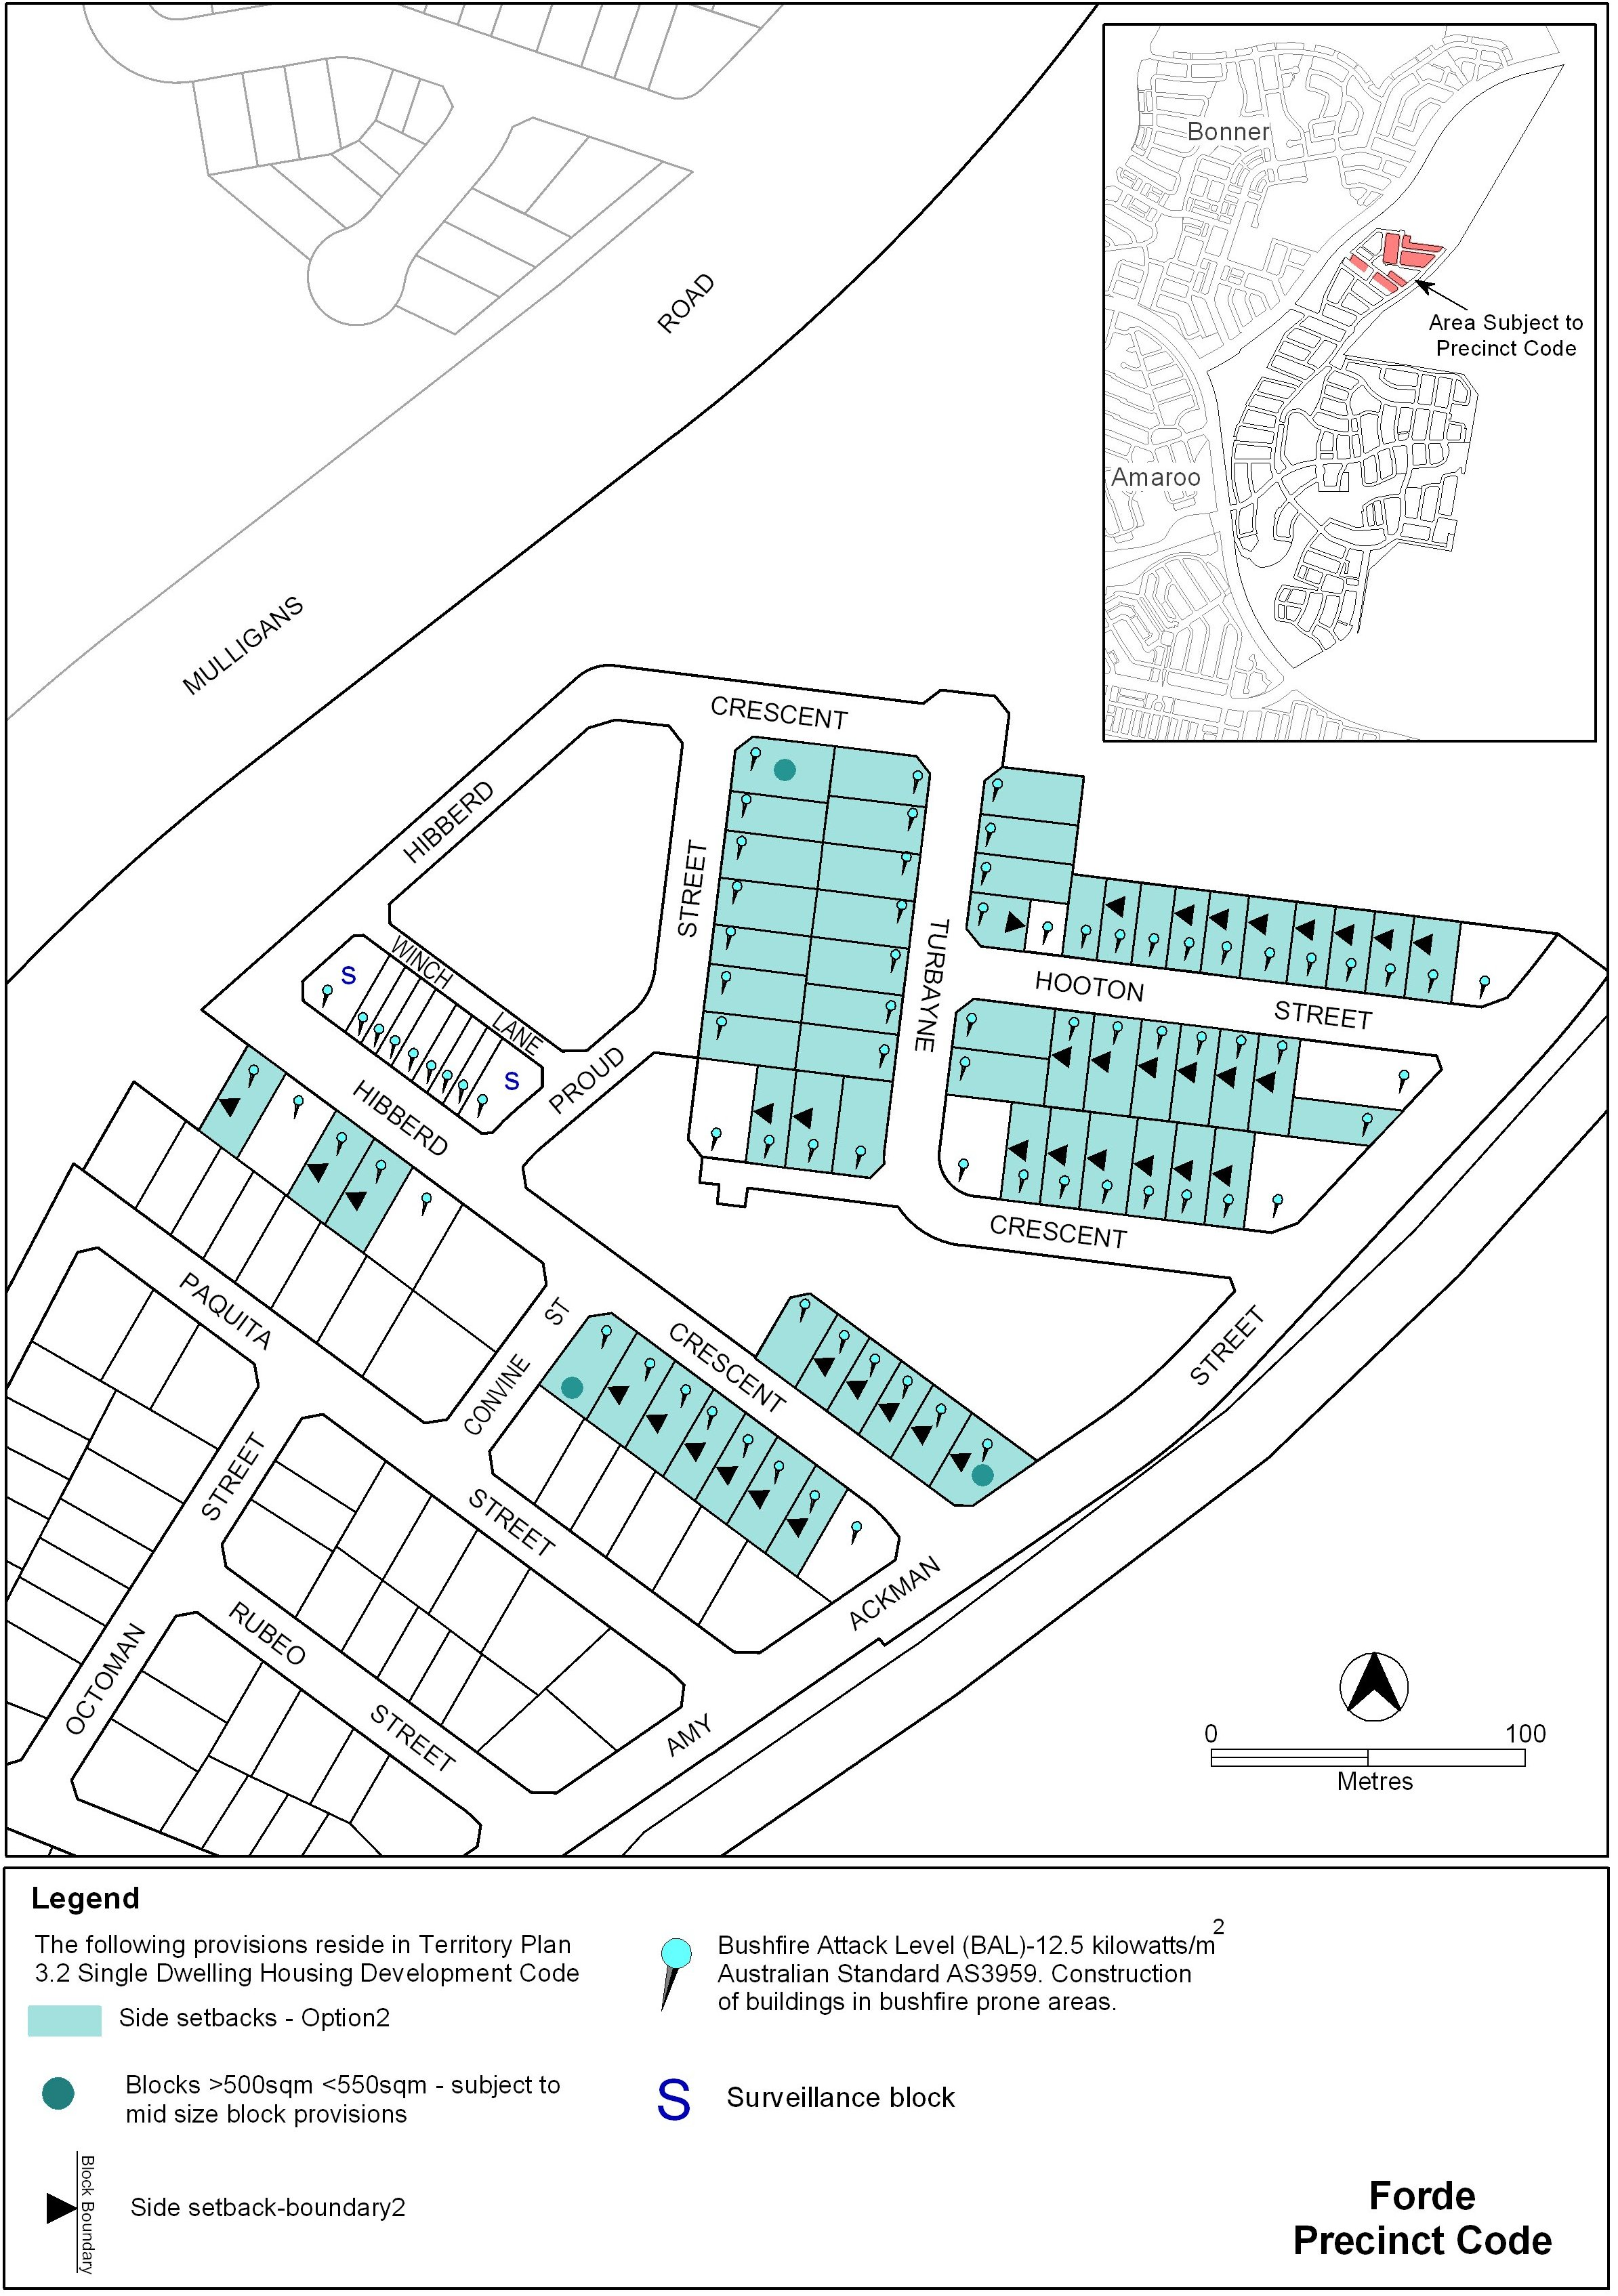 Bonner
Area Subject to
Precinct Code
Amaroo
ROAD
MULLIGANS
CRESCENT
HIBBERD
STREET
TURBAYNE
WINCH
LANE
HOOTON
STREET
S
S
PROUD
HIBBERD
CRESCENT
PAQUITA
ST
CONVINE
CRESCENT
STREET
STREET
STREET
ACKMAN
RUBEO
OCTOMAN
STREET
AMY
0 100
Metres
Legend
The following provisions reside in Territory Plan
3.2 Single Dwelling Housing Development Code
Side setbacks - Option2
Blocks >500sqm <550sqm - subject to
mid size block provisions
Block Boundary
Side setback-boundary2
Bushfire Attack Level (BAL)-12.5 kilowatts/m2
Australian Standard AS3959. Construction
of buildings in bushfire prone areas.
S Surveillance block
Forde
Precinct Code